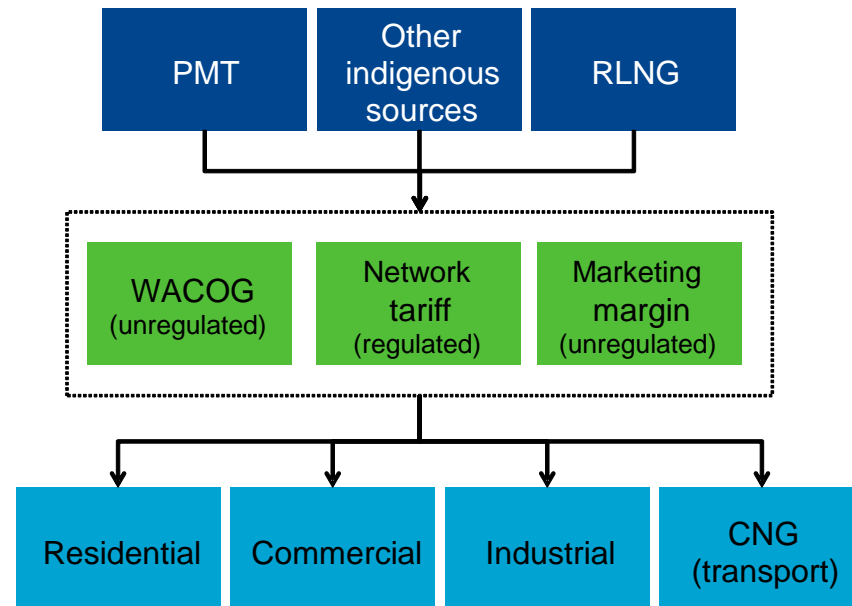 PMT
Other
indigenous
sources
RLNG
WACOG
(unregulated)
Network
tariff
(regulated)
Marketing
margin
(unregulated)
Residential
Commercial
Industrial
CNG
(transport)